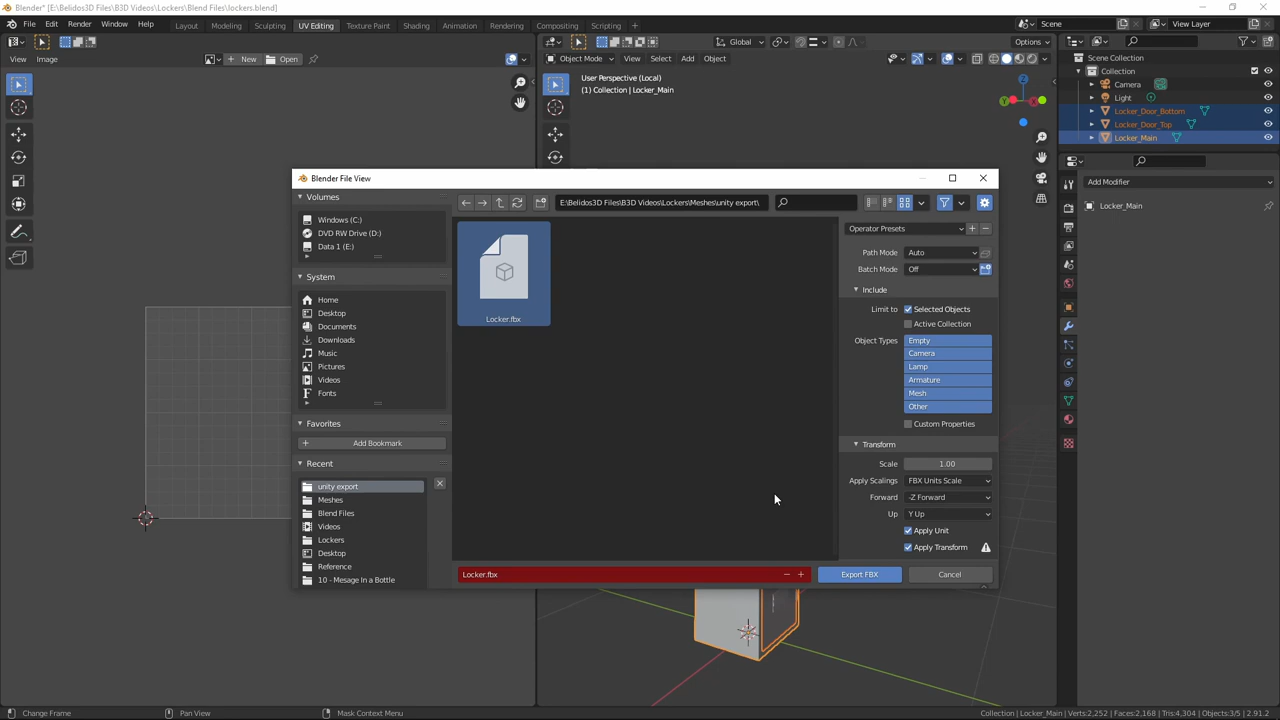 Blender* [E:\Belidos3D Files\B3D Videos\Lockers\Blend Files\lockers.blend]
File Edit Render Window Help Layout Modeling Sculpting UV Editing Texture Paint Shading Animation Rendering Compositing Scripting + Scene View Layer
View Image New Open Object Mode View Select Add Object Global Options
User Perspective (Local)
(1) Collection | Locker_Main
Scene Collection
Collection
Camera
Light
Locker_Door_Bottom
Locker_Door_Top
Locker_Main
Add Modifier
Locker_Main
Blender File View
Volumes
Windows (C:)
DVD RW Drive (D:)
Data 1 (E:)
System
Home
Desktop
Documents
Downloads
Music
Pictures
Videos
Fonts
Favorites
Add Bookmark
Recent
unity export
Meshes
Blend Files
Videos
Lockers
Desktop
Reference
10 - Mesage In a Bottle
E:\Belidos3D Files\B3D Videos\Lockers\Meshes\unity export\
Locker.fbx
Operator Presets
Path Mode Auto
Batch Mode Off
Include
Limit to Selected Objects
Active Collection
Object Types Empty
Camera
Lamp
Armature
Mesh
Other
Custom Properties
Transform
Scale 1.00
Apply Scalings FBX Units Scale
Forward -Z Forward
Up Y Up
Apply Unit
Apply Transform
Locker.fbx Export FBX Cancel
Change Frame Pan View Mask Context Menu Collection | Locker_Main | Verts:2,252 | Faces:2,168 | Tris:4,304 | Objects:3/5 | 2.91.2